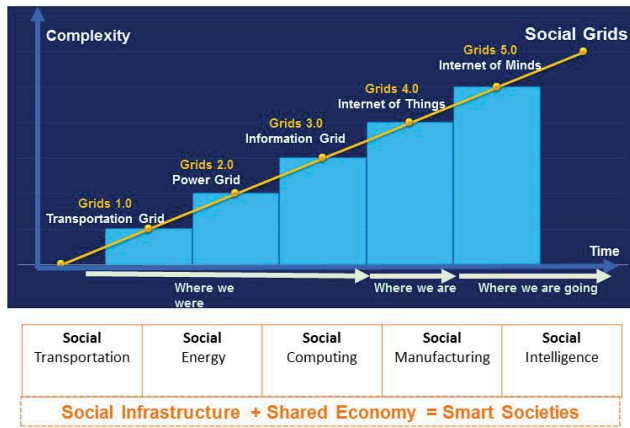 Complexity
Social Grids
Grids 5.0
Internet of Minds
Grids 4.0
Internet of Things
Grids 3.0
Information Grid
Grids 2.0
Power Grid
Grids 1.0
Transportation Grid
Time
Where we
were
Where we are
Where we are going
Social
Transportation
Social
Energy
Social
Computing
Social
Manufacturing
Social
Intelligence
Social Infrastructure + Shared Economy = Smart Societies